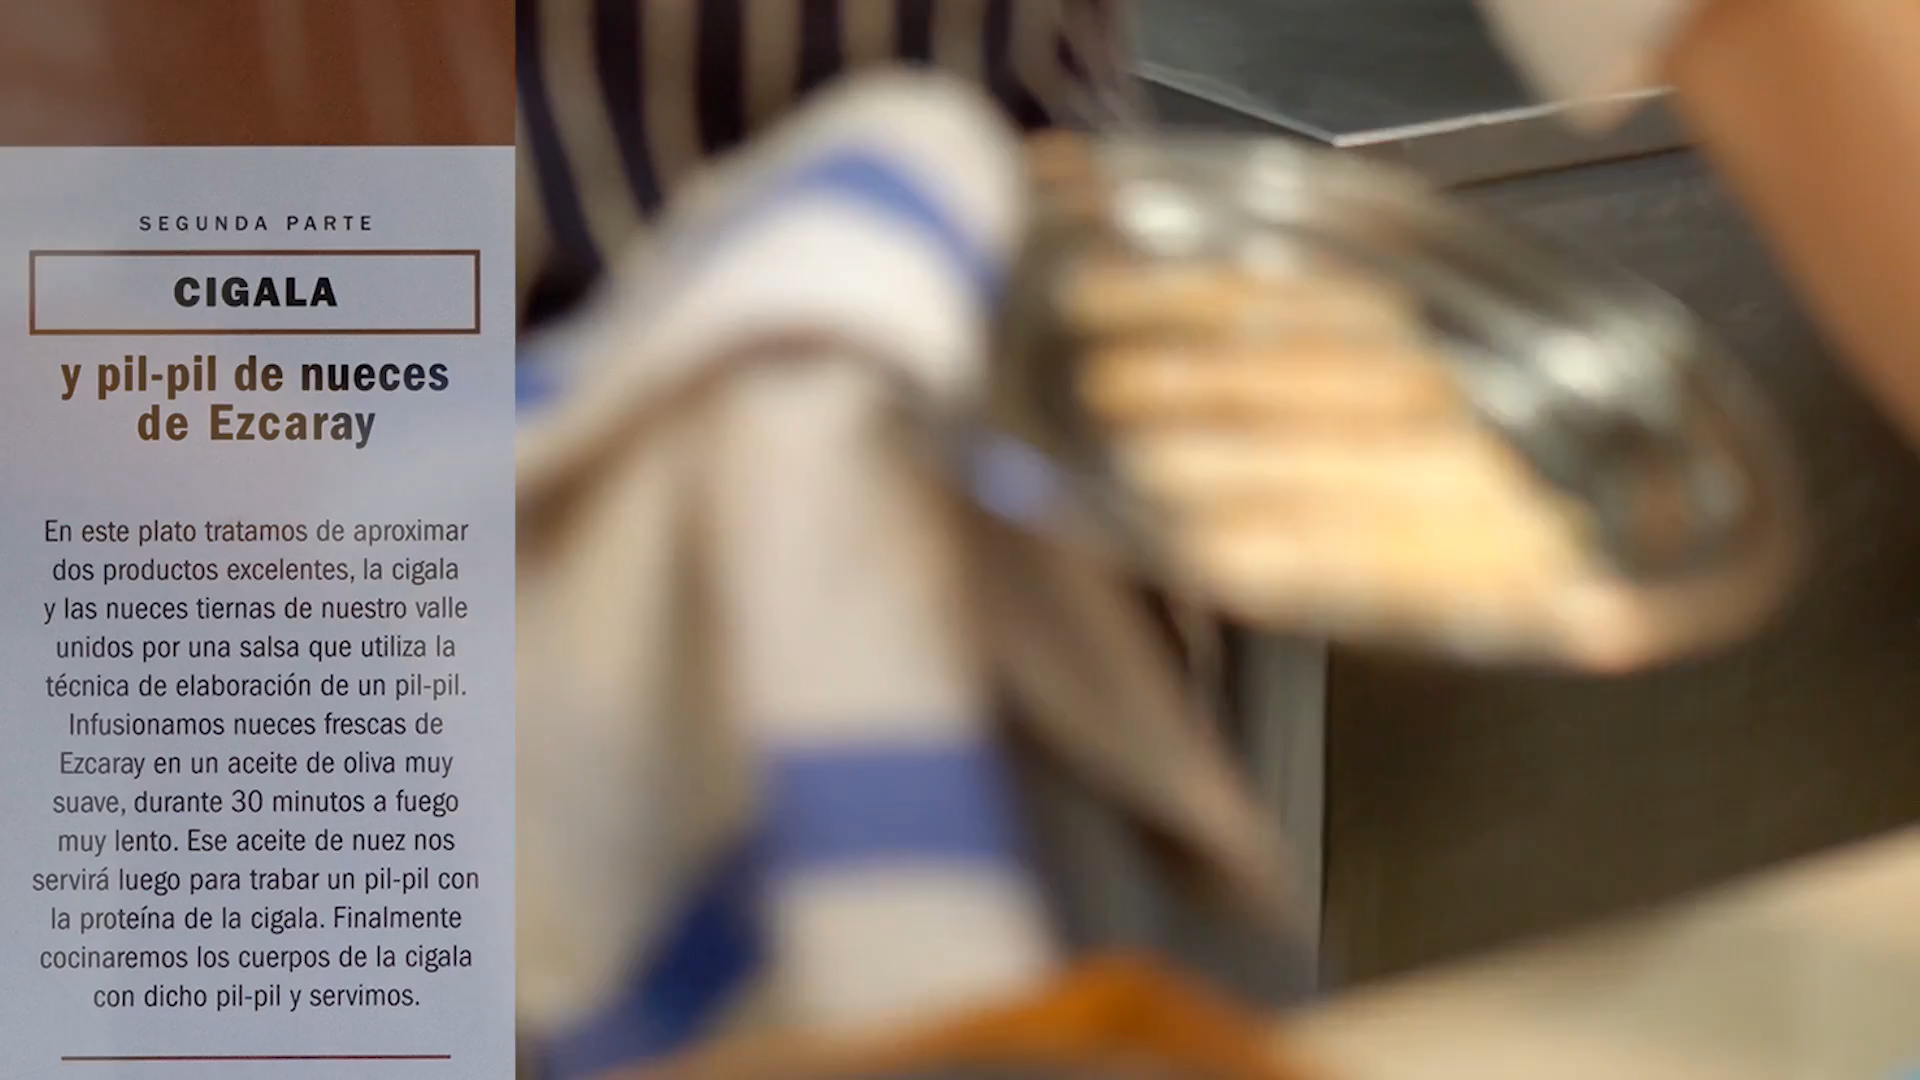 SEGUNDA PARTE
CIGALA
y pil-pil de nueces
de Ezcaray
En este plato tratamos de aproximar
dos productos excelentes, la cigala
y las nueces tiernas de nuestro valle
unidos por una salsa que utiliza la
técnica de elaboración de un pil-pil.
Infusionamos nueces frescas de
Ezcaray en un aceite de oliva muy
suave, durante 30 minutos a fuego
muy lento. Ese aceite de nuez nos
servirá luego para trabar un pil-pil con
la proteína de la cigala. Finalmente
cocinaremos los cuerpos de la cigala
con dicho pil-pil y servimos.